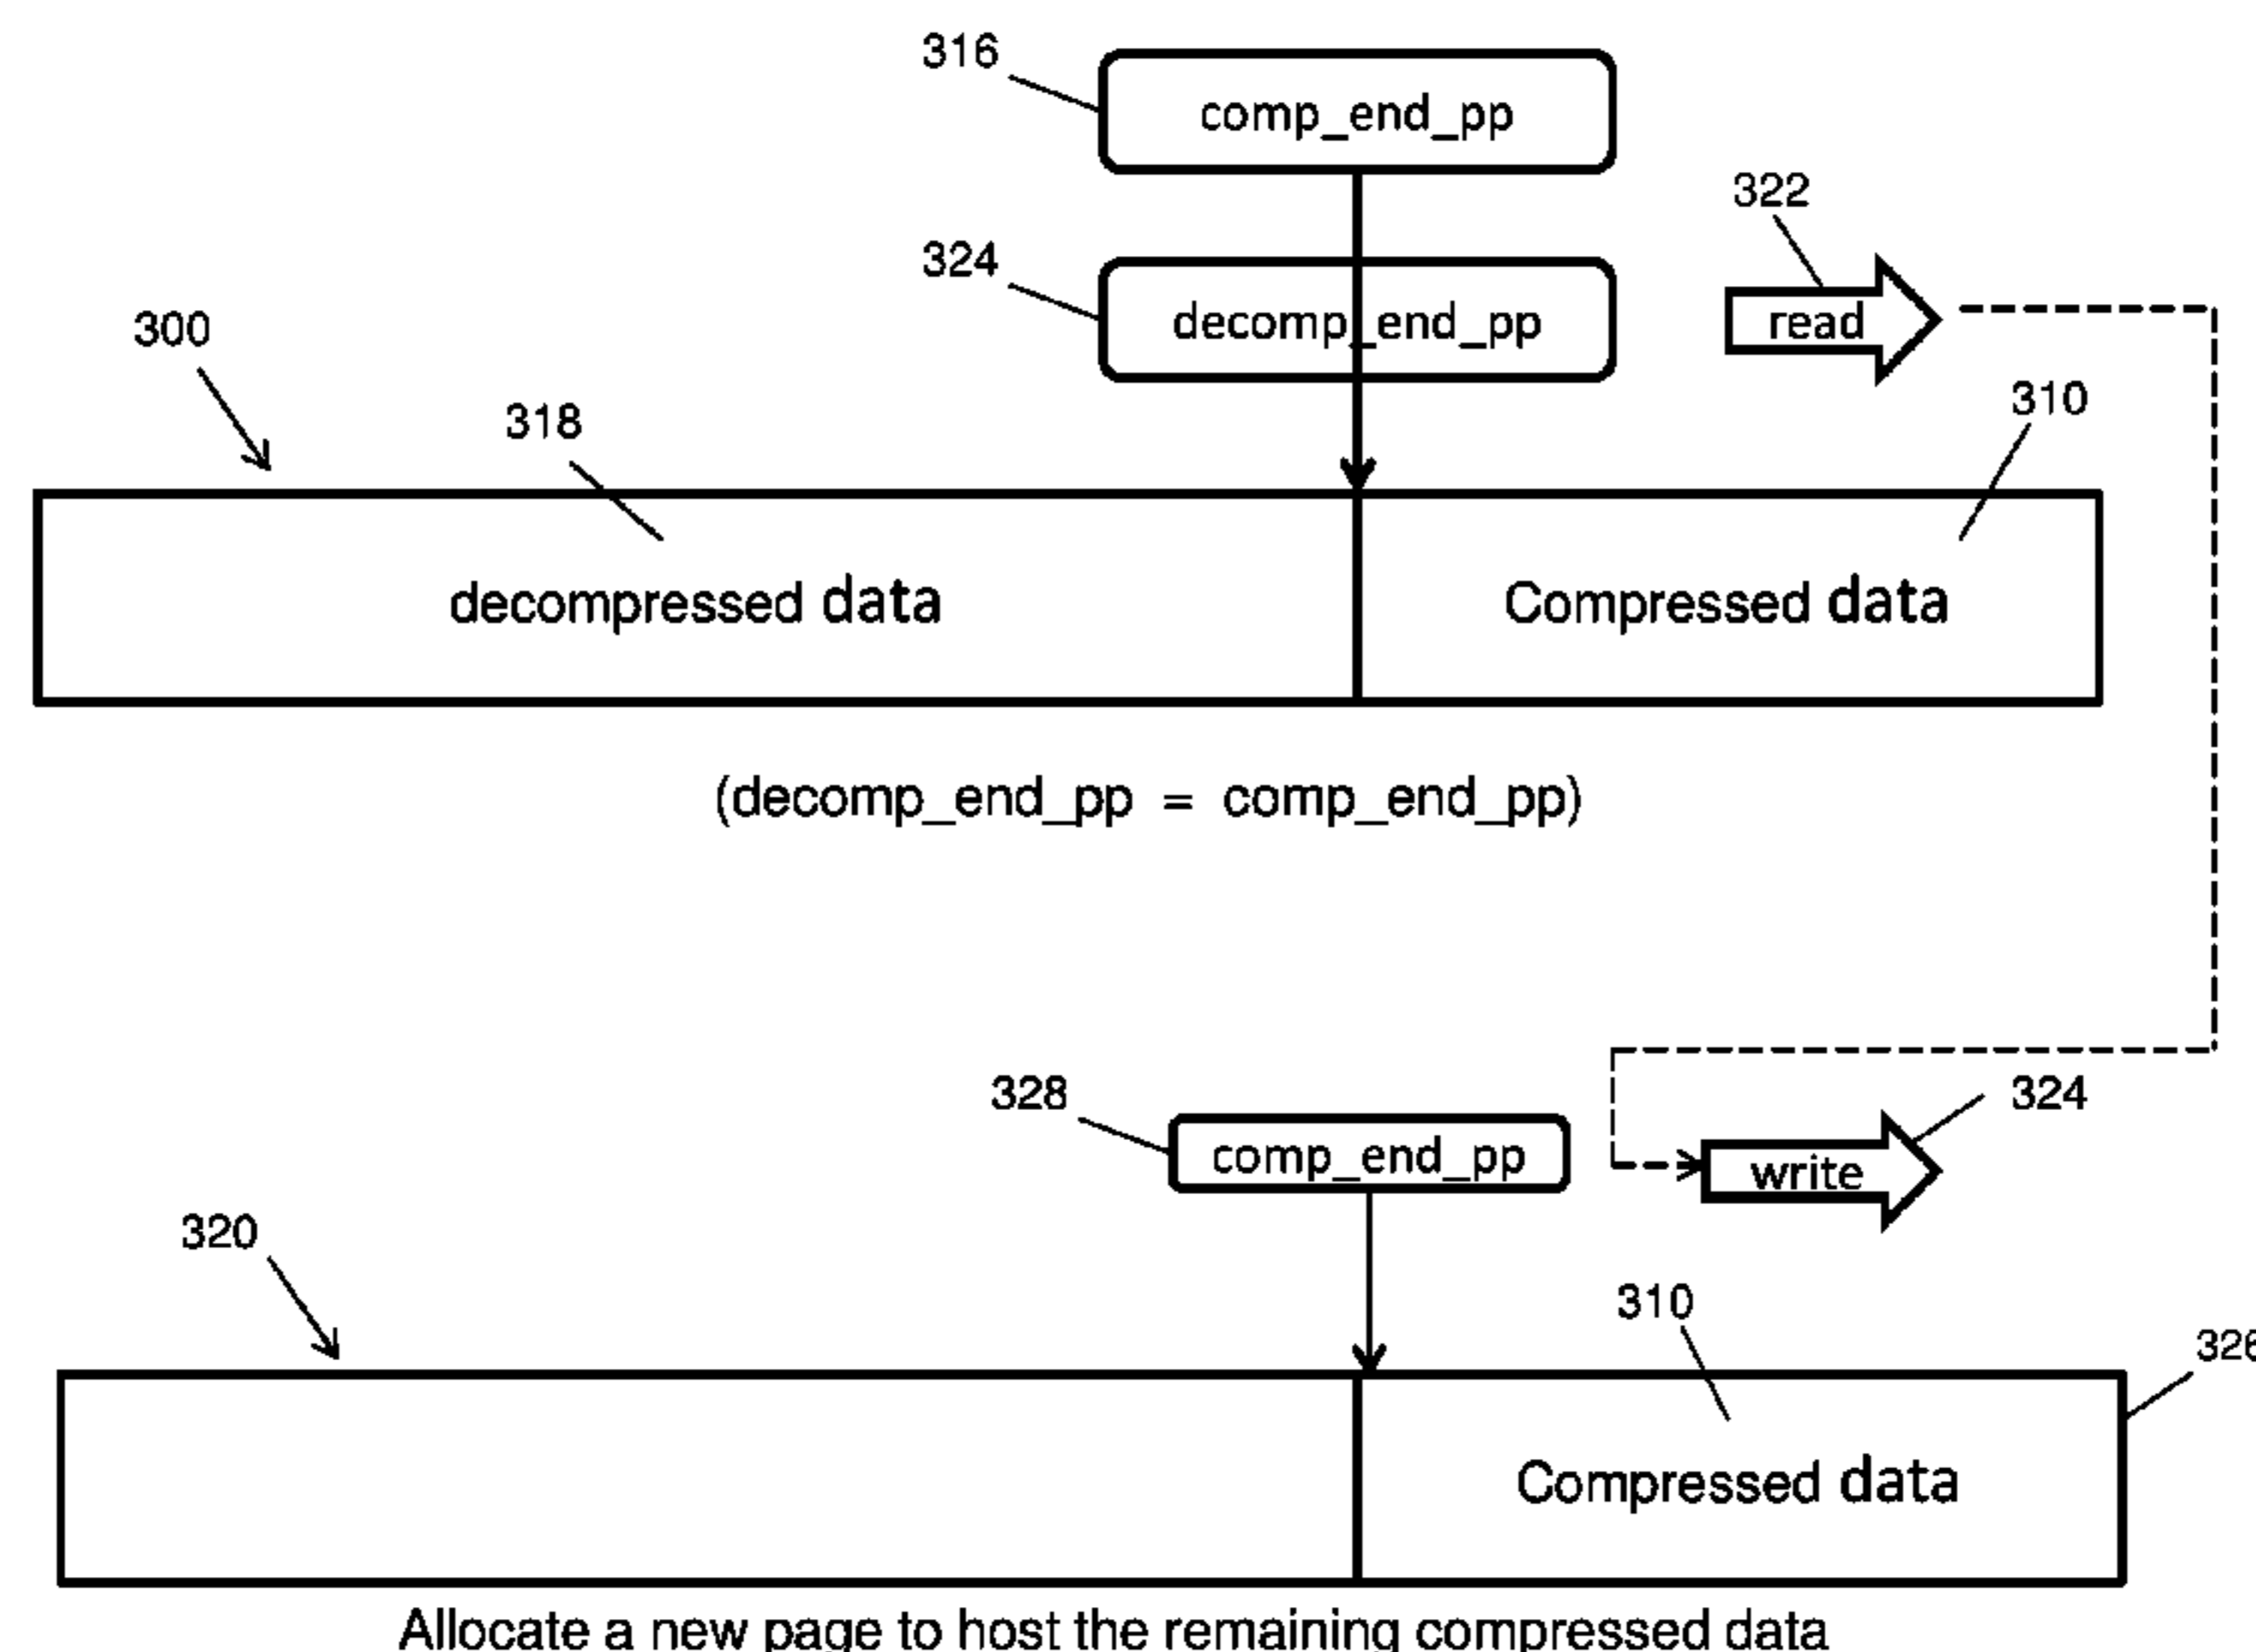 316
comp_end_pp
322
324
decomp_end_pp
read
300
310
318
decompressed data
Compressed data
(decomp_end_pp = comp_end_pp)
328
comp_end_pp
324
write
320
310
326
Compressed data
Allocate a new page to host the remaining compressed data